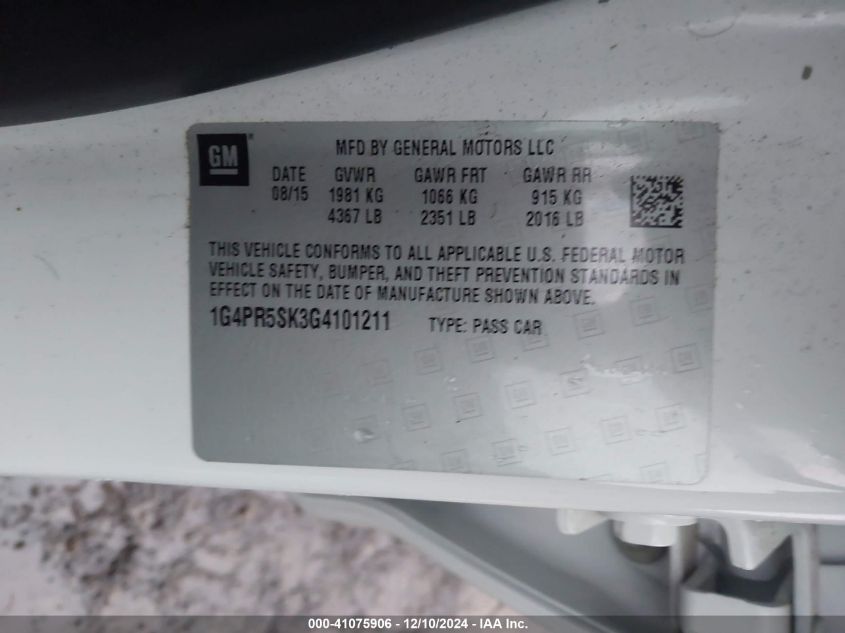 GM®
MFD BY GENERAL MOTORS LLC
DATE GVWR GAWR FRT GAWR RR
08/15 1981 KG 1066 KG 915 KG
4367 LB 2351 LB 2016 LB
THIS VEHICLE CONFORMS TO ALL APPLICABLE U.S. FEDERAL MOTOR
VEHICLE SAFETY, BUMPER, AND THEFT PREVENTION STANDARDS IN
EFFECT ON THE DATE OF MANUFACTURE SHOWN ABOVE.
1G4PR5SK3G4101211 TYPE: PASS CAR
000-41075906 - 12/10/2024 - IAA Inc.